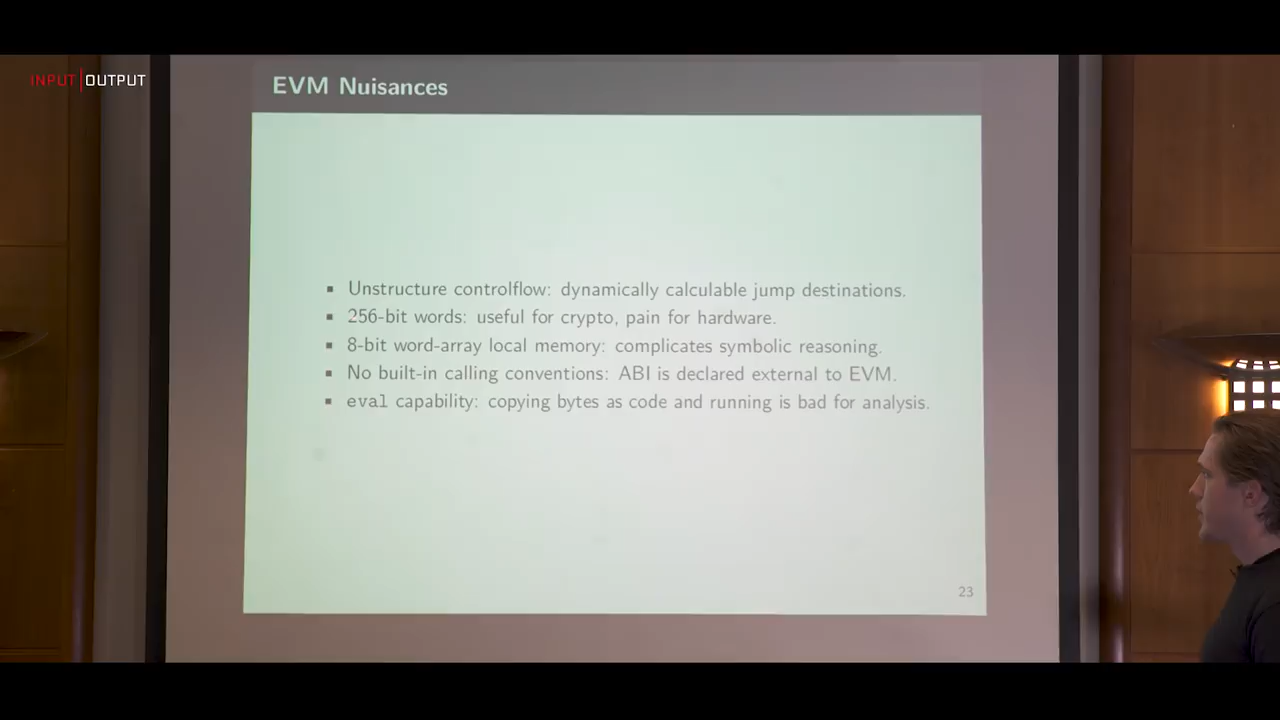 INPUT|OUTPUT
EVM Nuisances
▪ Unstructure controlflow: dynamically calculable jump destinations.
▪ 256-bit words: useful for crypto, pain for hardware.
▪ 8-bit word-array local memory: complicates symbolic reasoning.
▪ No built-in calling conventions: ABI is declared external to EVM.
▪ eval capability: copying bytes as code and running is bad for analysis.
23